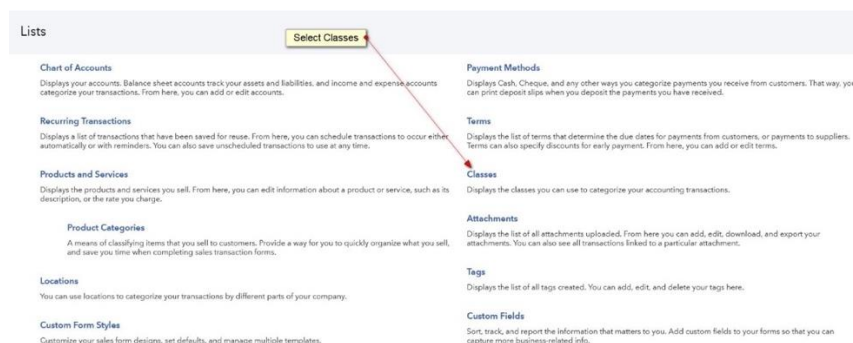 Lists
Select Classes
Chart of Accounts
Displays your accounts. Balance sheet accounts track your assets and liabilities, and income and expense accounts
categorize your transactions. From here, you can add or edit accounts.
Recurring Transactions
Displays a list of transactions that have been saved for reuse. From here, you can schedule transactions to occur either
automatically or with reminders. You can also save unscheduled transactions to use at any time.
Products and Services
Displays the products and services you sell. From here, you can edit information about a product or service, such as its
description, or the rate you charge.
Product Categories
A means of classifying items that you sell to customers. Provide a way for you to quickly organize what you sell,
and save you time when completing sales transaction forms.
Locations
You can use locations to categorize your transactions by different parts of your company.
Custom Form Styles
Customize your sales form designs, set defaults, and manage multiple templates.
Payment Methods
Displays Cash, Cheque, and any other ways you categorize payments you receive from customers. That way, you
can print deposit slips when you deposit the payments you have received.
Terms
Displays the list of terms that determine the due dates for payments from customers, or payments to suppliers.
Terms can also specify discounts for early payment. From here, you can add or edit terms.
Classes
Displays the classes you can use to categorize your accounting transactions.
Attachments
Displays the list of all attachments uploaded. From here you can add, edit, download, and export your
attachments. You can also see all transactions linked to a particular attachment.
Tags
Displays the list of all tags created. You can add, edit, and delete your tags here.
Custom Fields
Sort, track, and report the information that matters to you. Add custom fields to your forms so that you can
capture more business-related info.